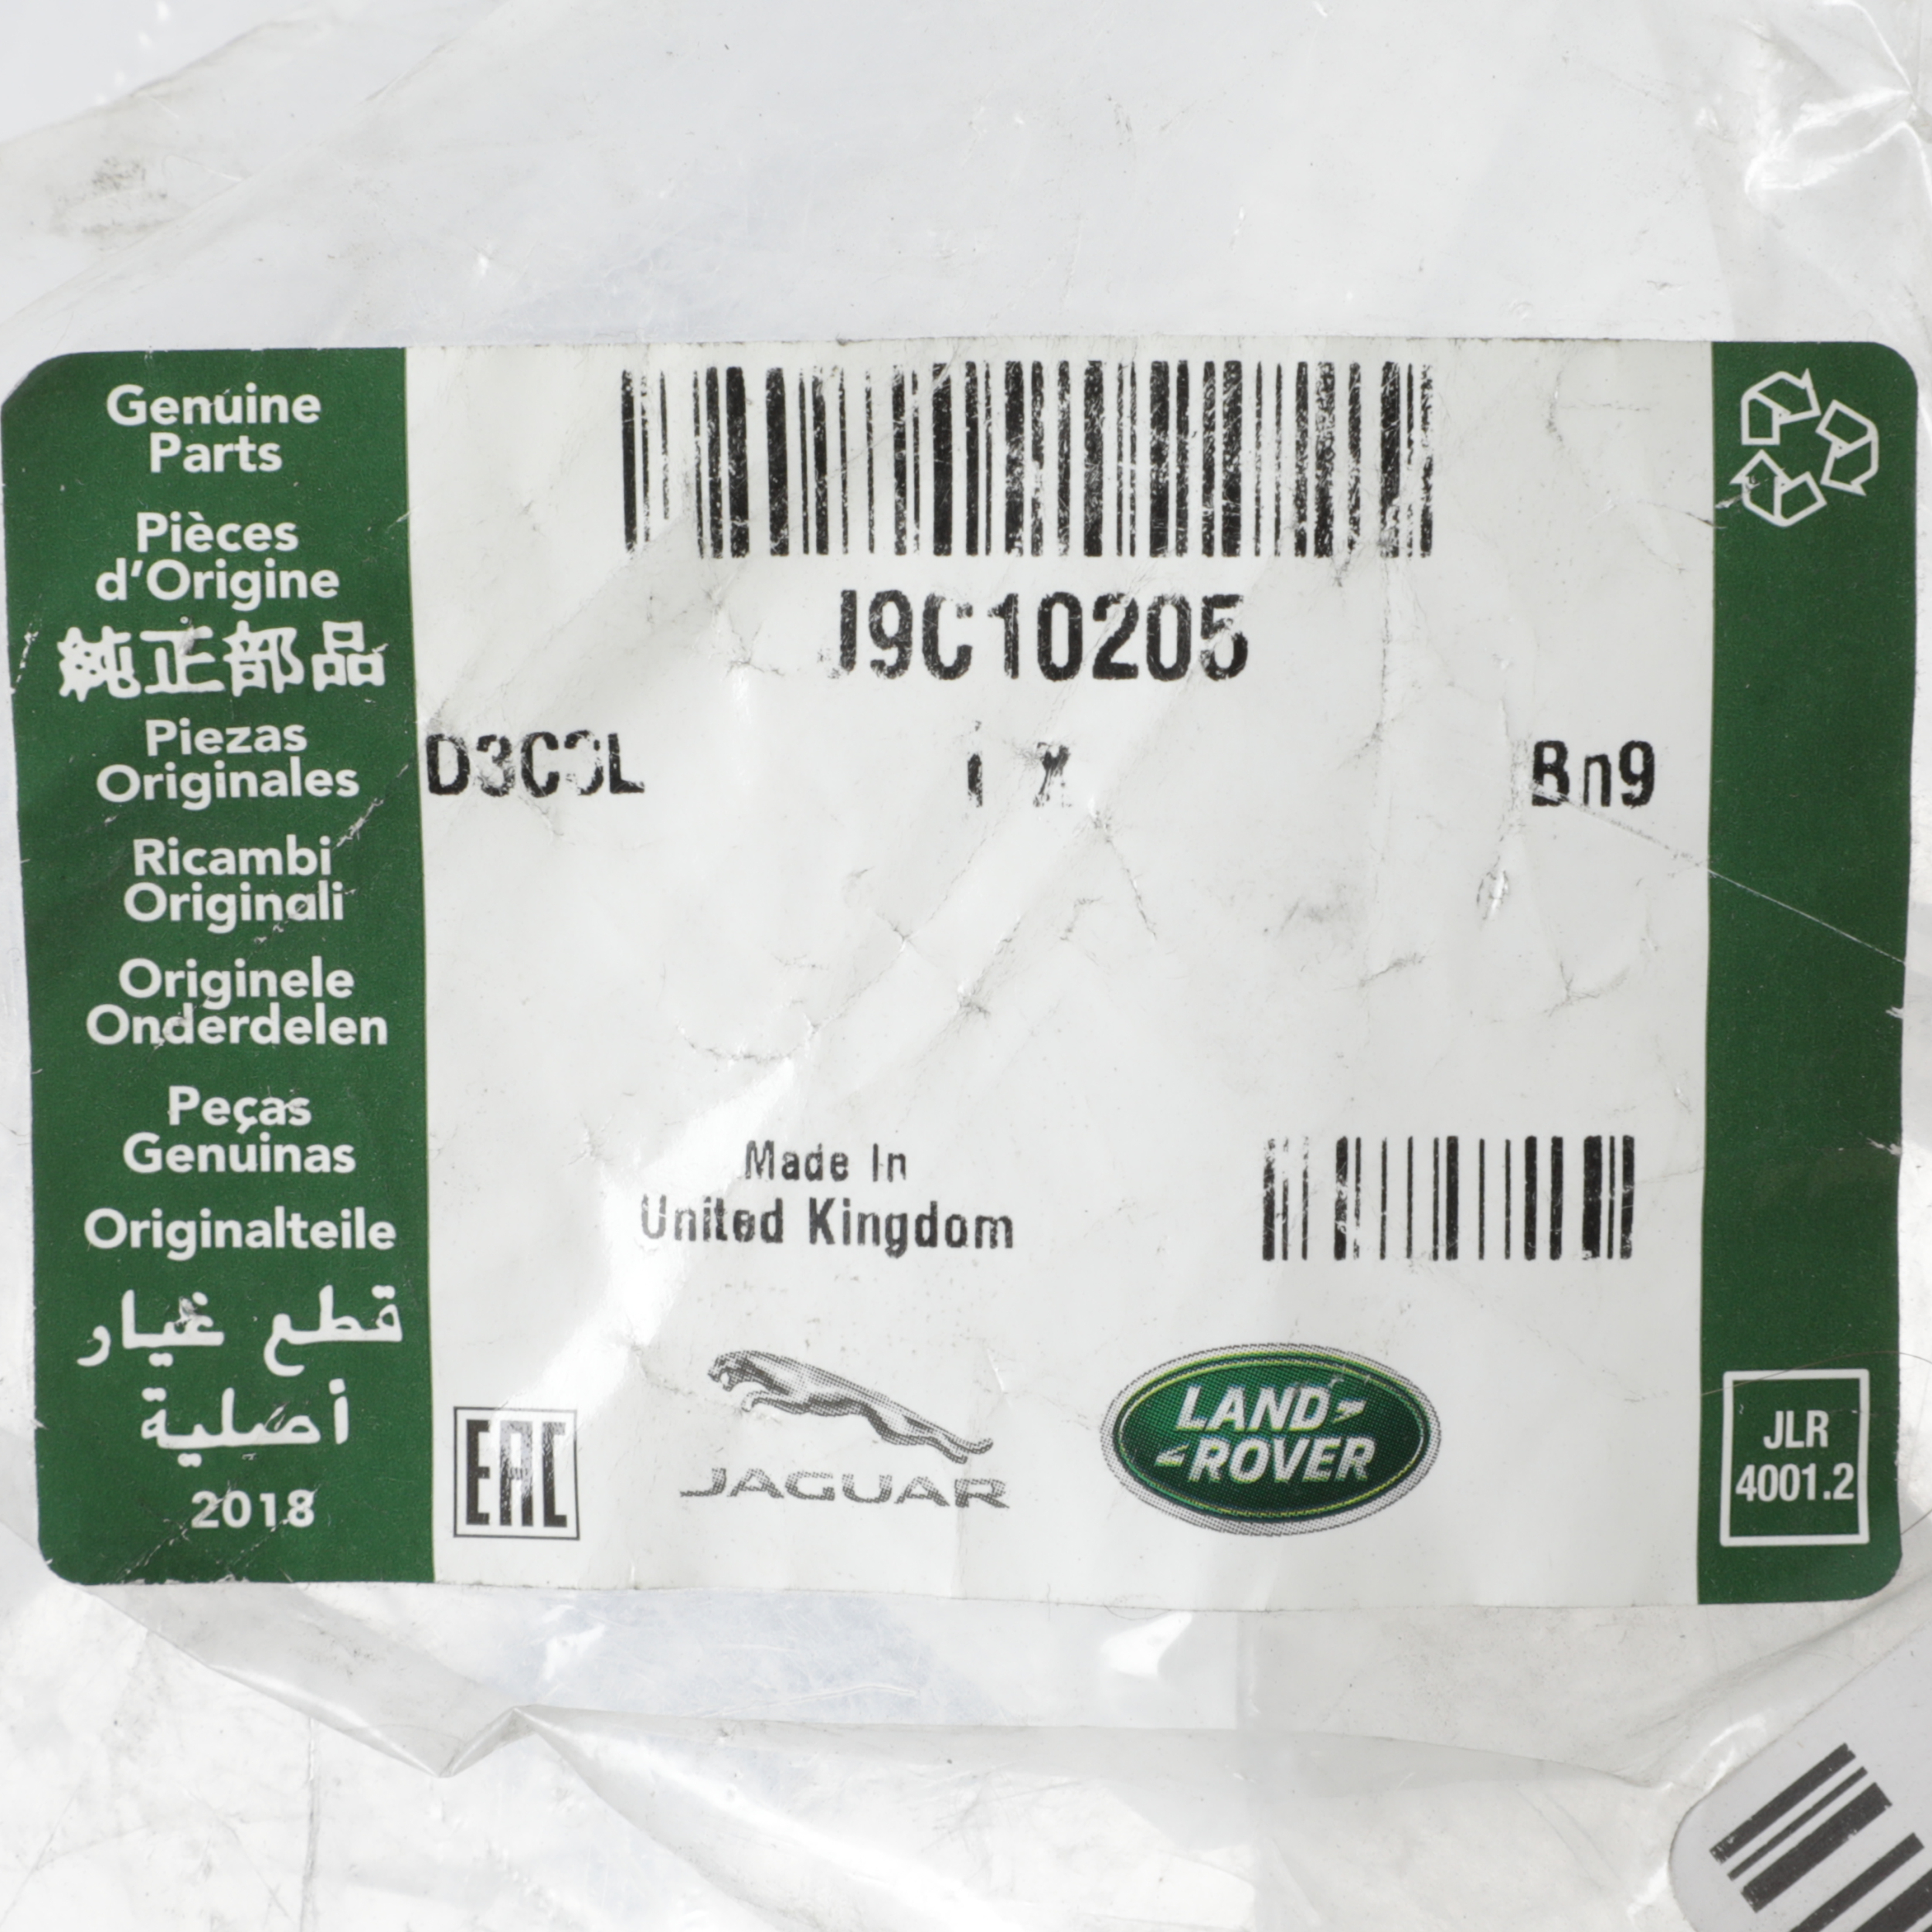 Genuine
Parts
Pièces
d'Origine
純正部品
Piezas
Originales
Ricambi
Originali
Originele
Onderdelen
Peças
Genuinas
Originalteile
قطع غيار
أصلية
2018
J9C10205
Bn9
Made In
United Kingdom
EAC
JAGUAR
LAND-
-ROVER
JLR
4001.2